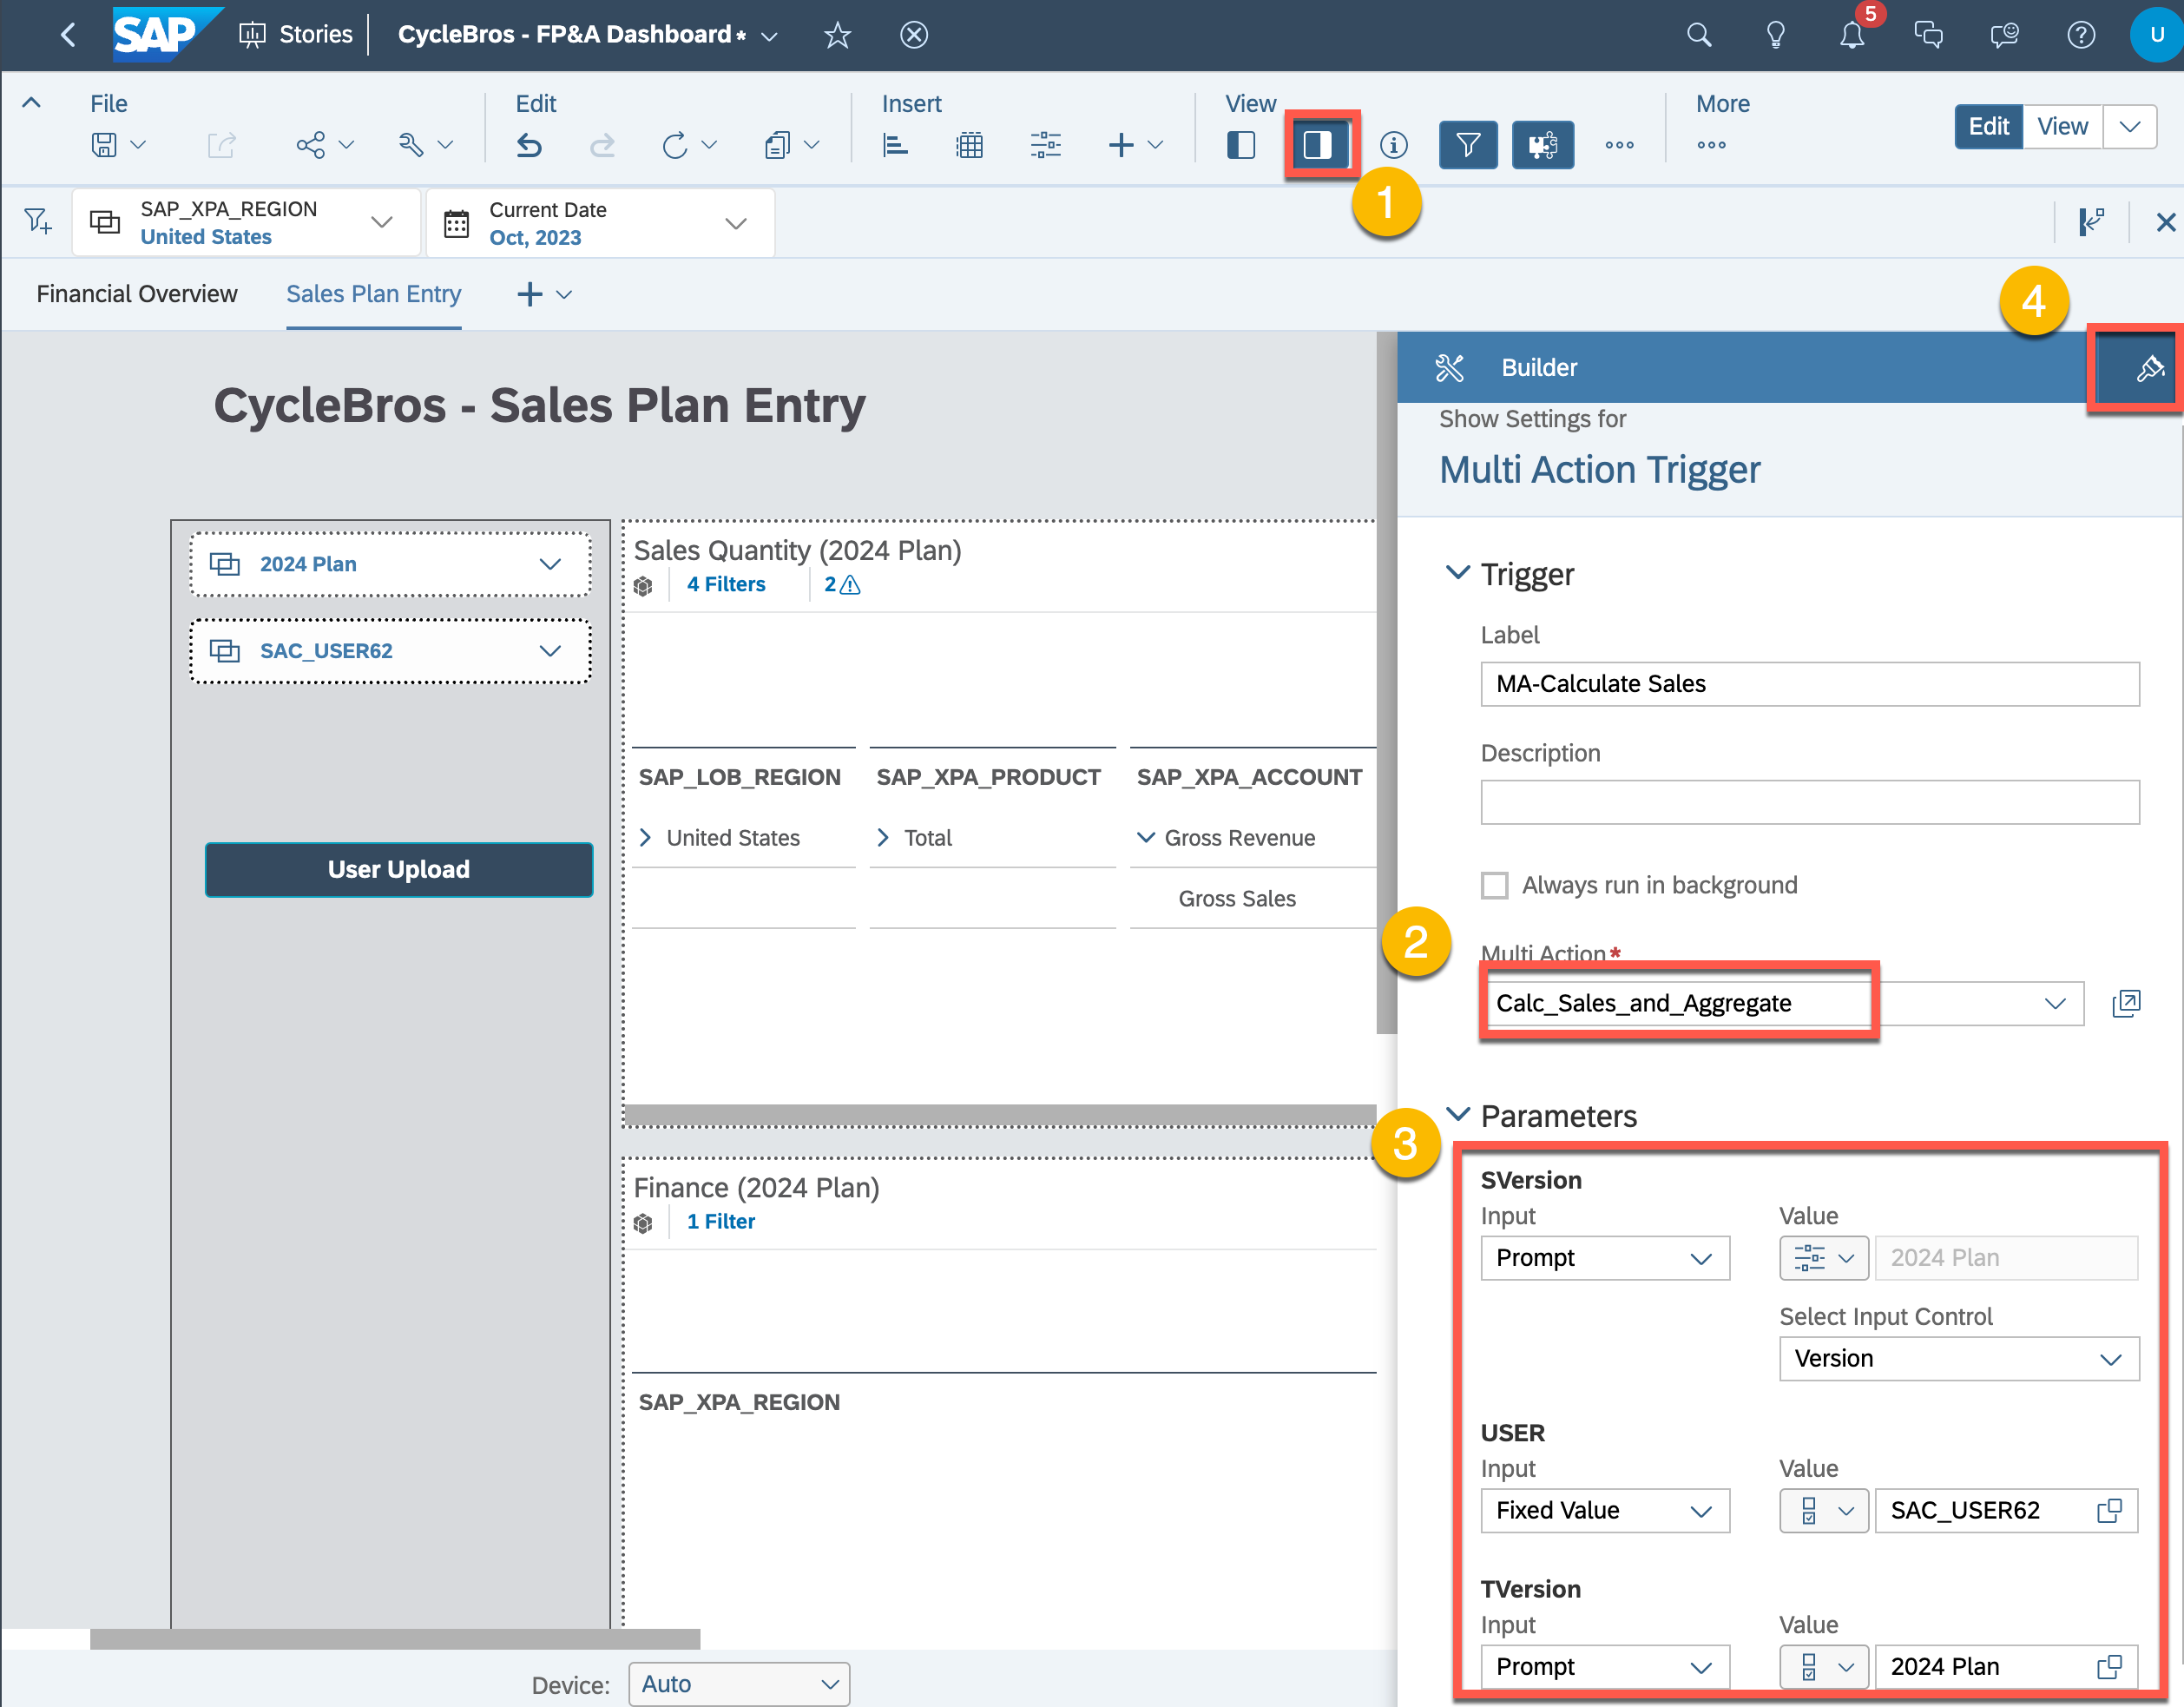 SAP
Stories
CycleBros - FP&A Dashboard *
5
U
File
Edit
Insert
View
More
Edit
View
1
SAP_XPA_REGION
United States
Current Date
Oct, 2023
Financial Overview
Sales Plan Entry
4
CycleBros - Sales Plan Entry
Builder
Show Settings for
Multi Action Trigger
2024 Plan
SAC_USER62
User Upload
Sales Quantity (2024 Plan)
4 Filters
2
SAP_LOB_REGION
SAP_XPA_PRODUCT
SAP_XPA_ACCOUNT
United States
Total
Gross Revenue
Gross Sales
Finance (2024 Plan)
1 Filter
SAP_XPA_REGION
Device:
Auto
Trigger
Label
MA-Calculate Sales
Description
Always run in background
2
Multi Action*
Calc_Sales_and_Aggregate
Parameters
3
SVersion
Input
Value
Prompt
2024 Plan
Select Input Control
Version
USER
Input
Value
Fixed Value
SAC_USER62
TVersion
Input
Value
Prompt
2024 Plan